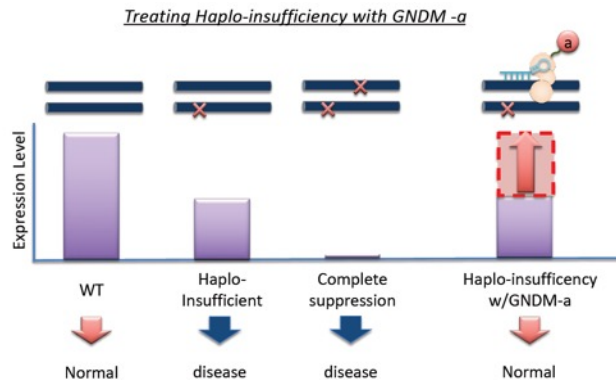 Treating Haplo-insufficiency with GNDM -a
a
Expression Level
WT
Haplo-
Insufficient
Complete
suppression
Haplo-insufficency
w/GNDM-a
Normal
disease
disease
Normal